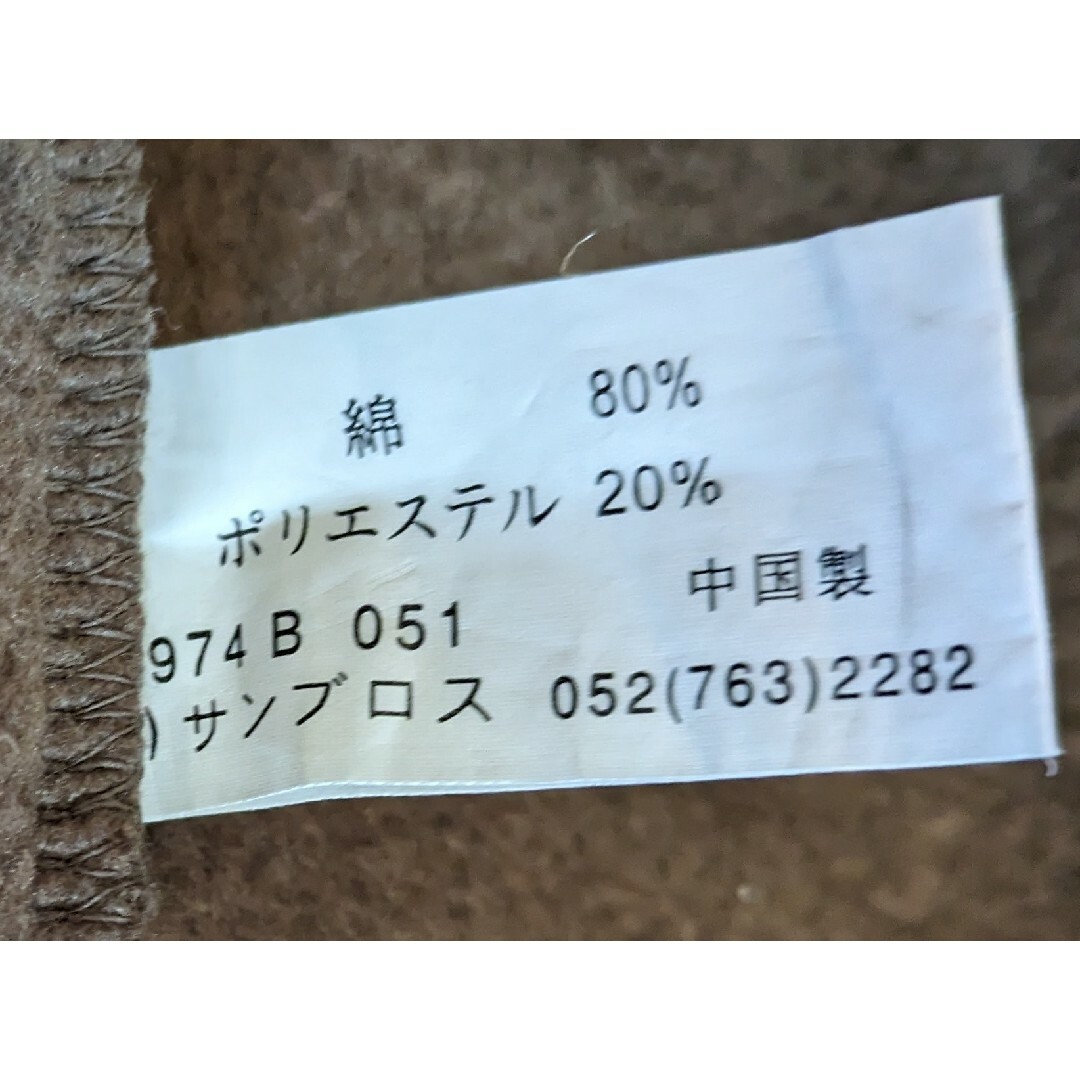 綿 80%
ポリエステル 20%
中国製
974B 051
) サンブロス 052(763)2282